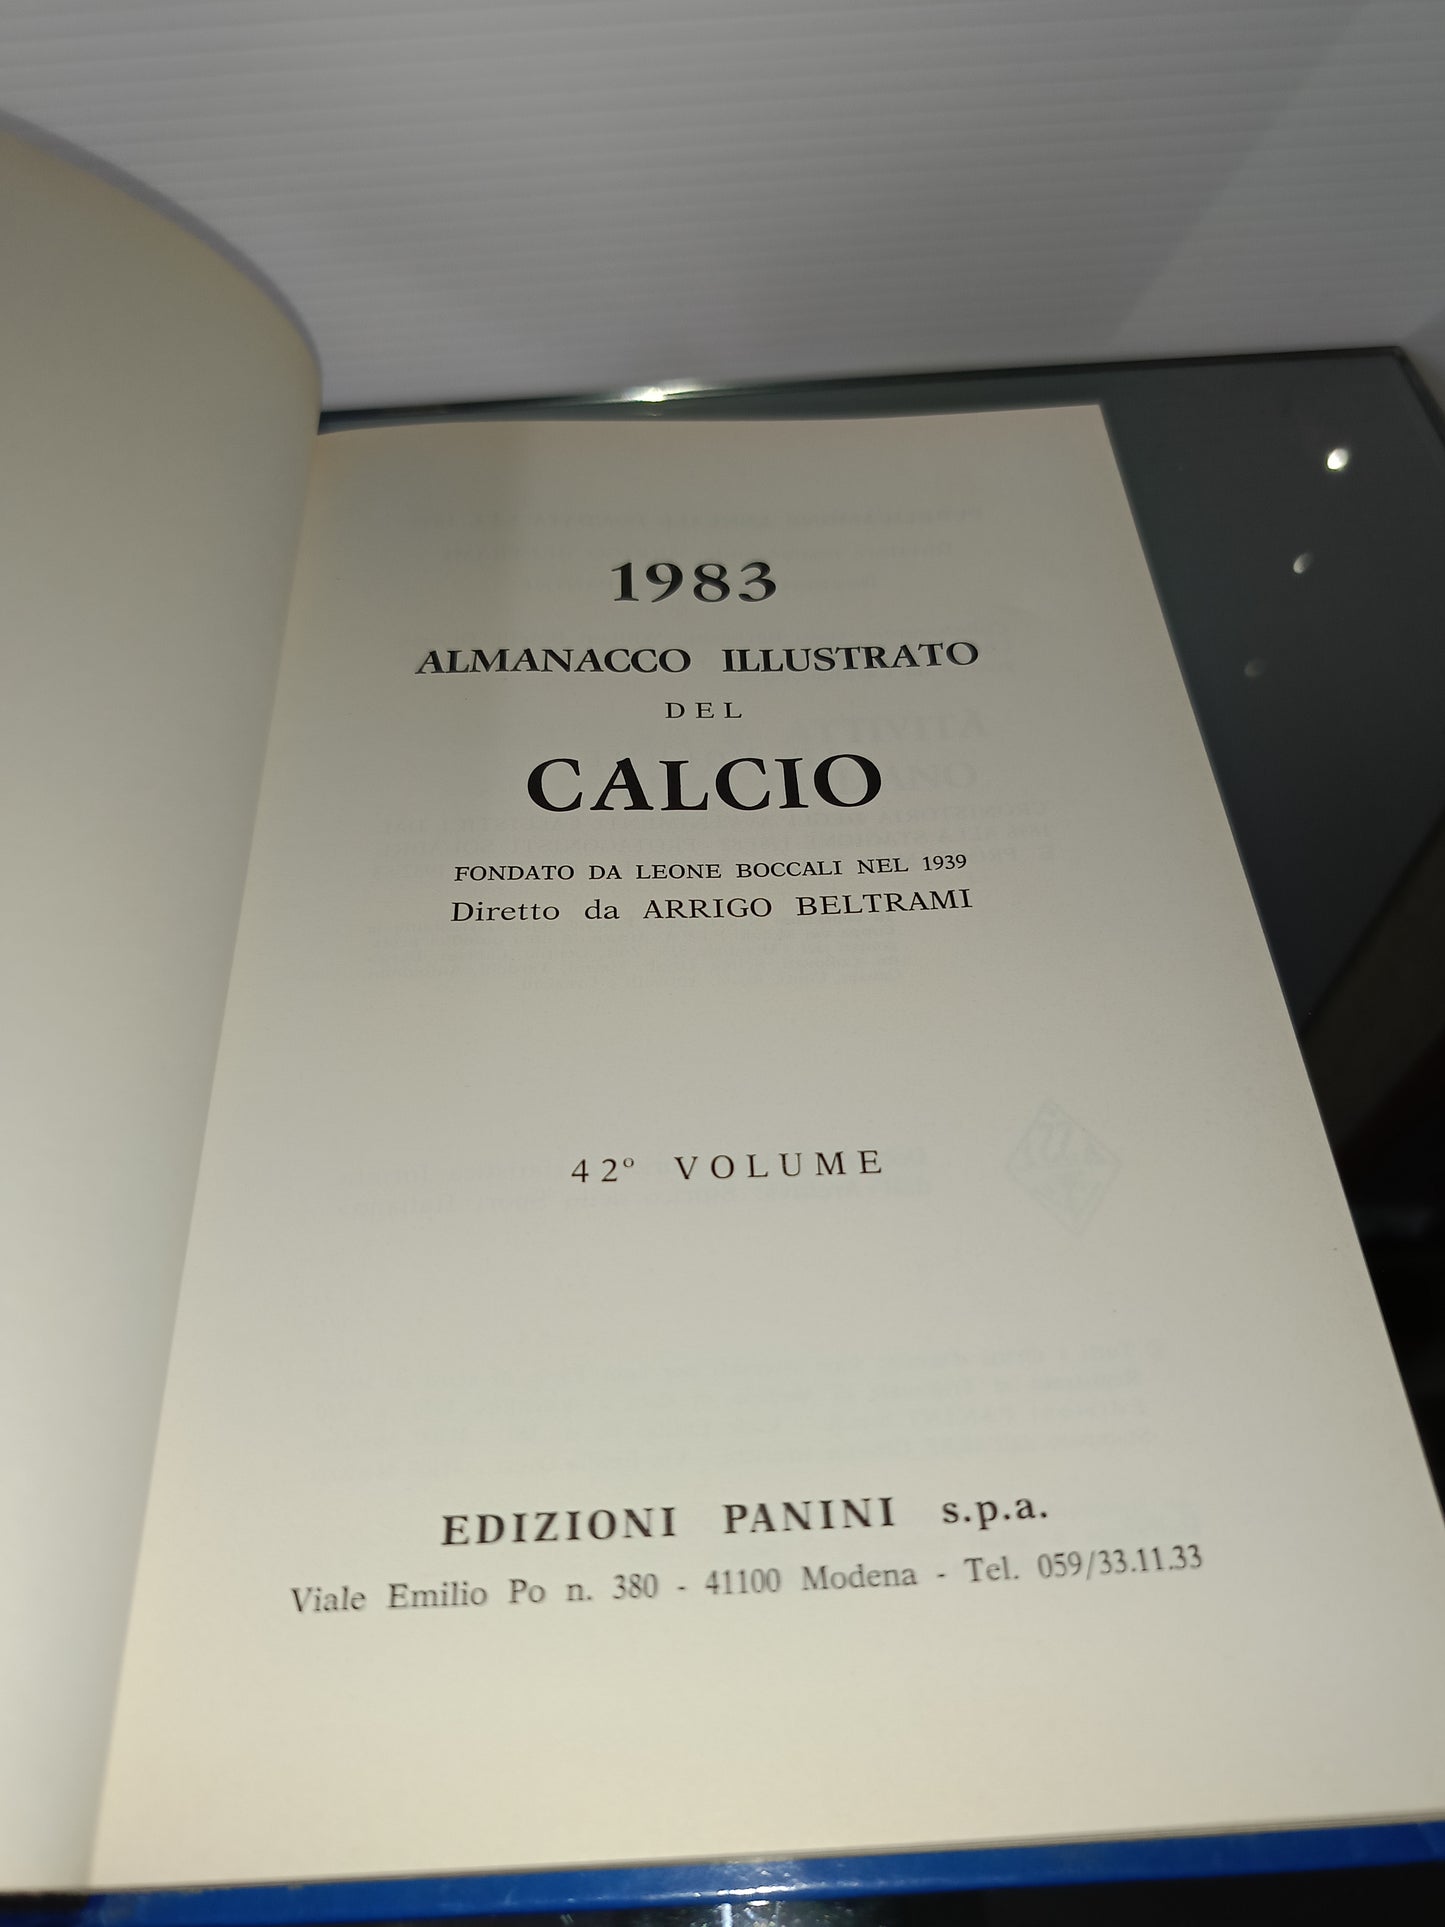 1983
ALMANACCO ILLUSTRATO
DEL
CALCIO
FONDATO DA LEONE BOCCALI NEL 1939
Diretto da ARRIGO BELTRAMI
42º VOLUME
EDIZIONI PANINI s.p.a.
Viale Emilio Po n. 380 - 41100 Modena - Tel. 059/33.11.33